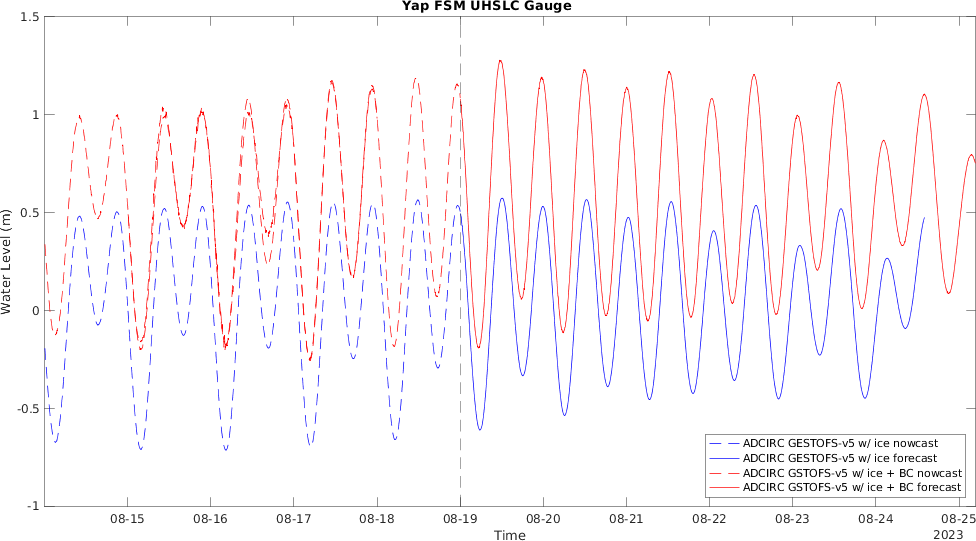 Yap FSM UHSLC Gauge
1.5
1
0.5
0
-0.5
-1
Water Level (m)
08-15 08-16 08-17 08-18 08-19 08-20 08-21 08-22 08-23 08-24 08-25
Time
2023
ADCIRC GESTOFS-v5 w/ ice nowcast
ADCIRC GESTOFS-v5 w/ ice forecast
ADCIRC GSTOFS-v5 w/ ice + BC nowcast
ADCIRC GSTOFS-v5 w/ ice + BC forecast